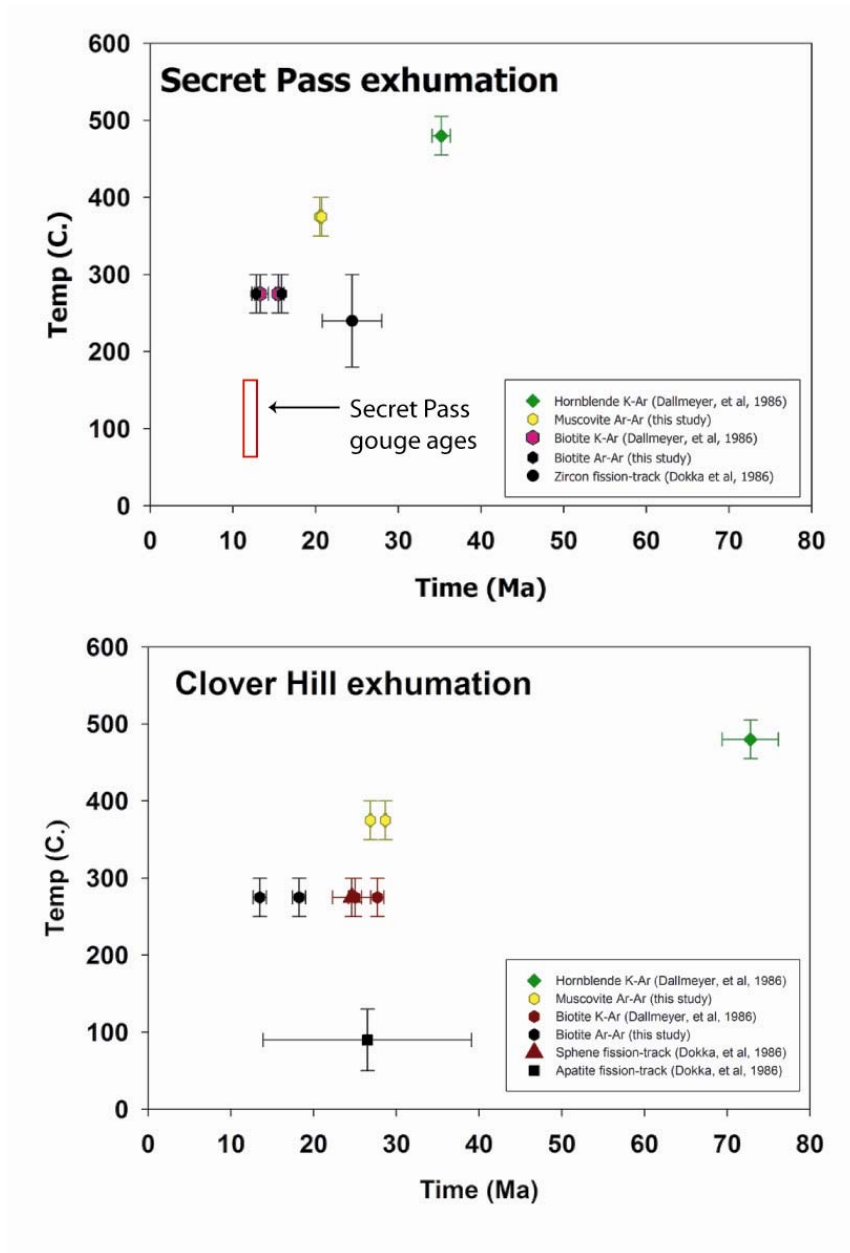 Secret Pass exhumation
600
500
400
300
200
100
0
Temp (C.)
Secret Pass
gouge ages
Hornblende K-Ar (Dallmeyer, et al, 1986)
Muscovite Ar-Ar (this study)
Biotite K-Ar (Dallmeyer, et al, 1986)
Biotite Ar-Ar (this study)
Zircon fission-track (Dokka et al, 1986)
0 10 20 30 40 50 60 70 80
Time (Ma)
Clover Hill exhumation
600
500
400
300
200
100
0
Temp (C.)
Hornblende K-Ar (Dallmeyer, et al, 1986)
Muscovite Ar-Ar (this study)
Biotite K-Ar (Dallmeyer, et al, 1986)
Biotite Ar-Ar (this study)
Sphene fission-track (Dokka, et al, 1986)
Apatite fission-track (Dokka, et al, 1986)
0 10 20 30 40 50 60 70 80
Time (Ma)